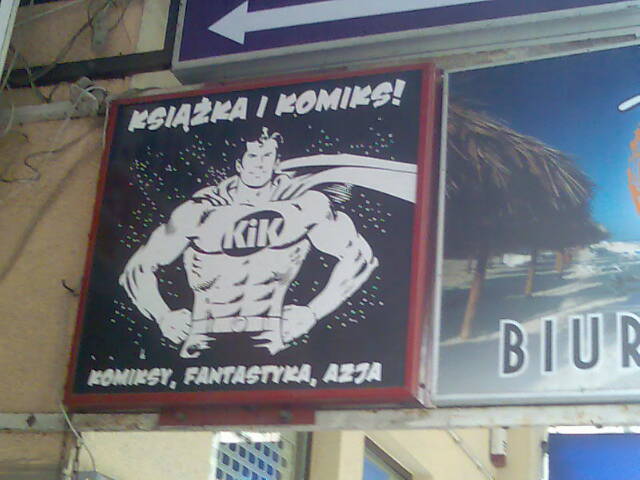 KSIĄŻKA I KOMIKS!
KiK
KOMIKSY, FANTASTYKA, AZJA
BIUR